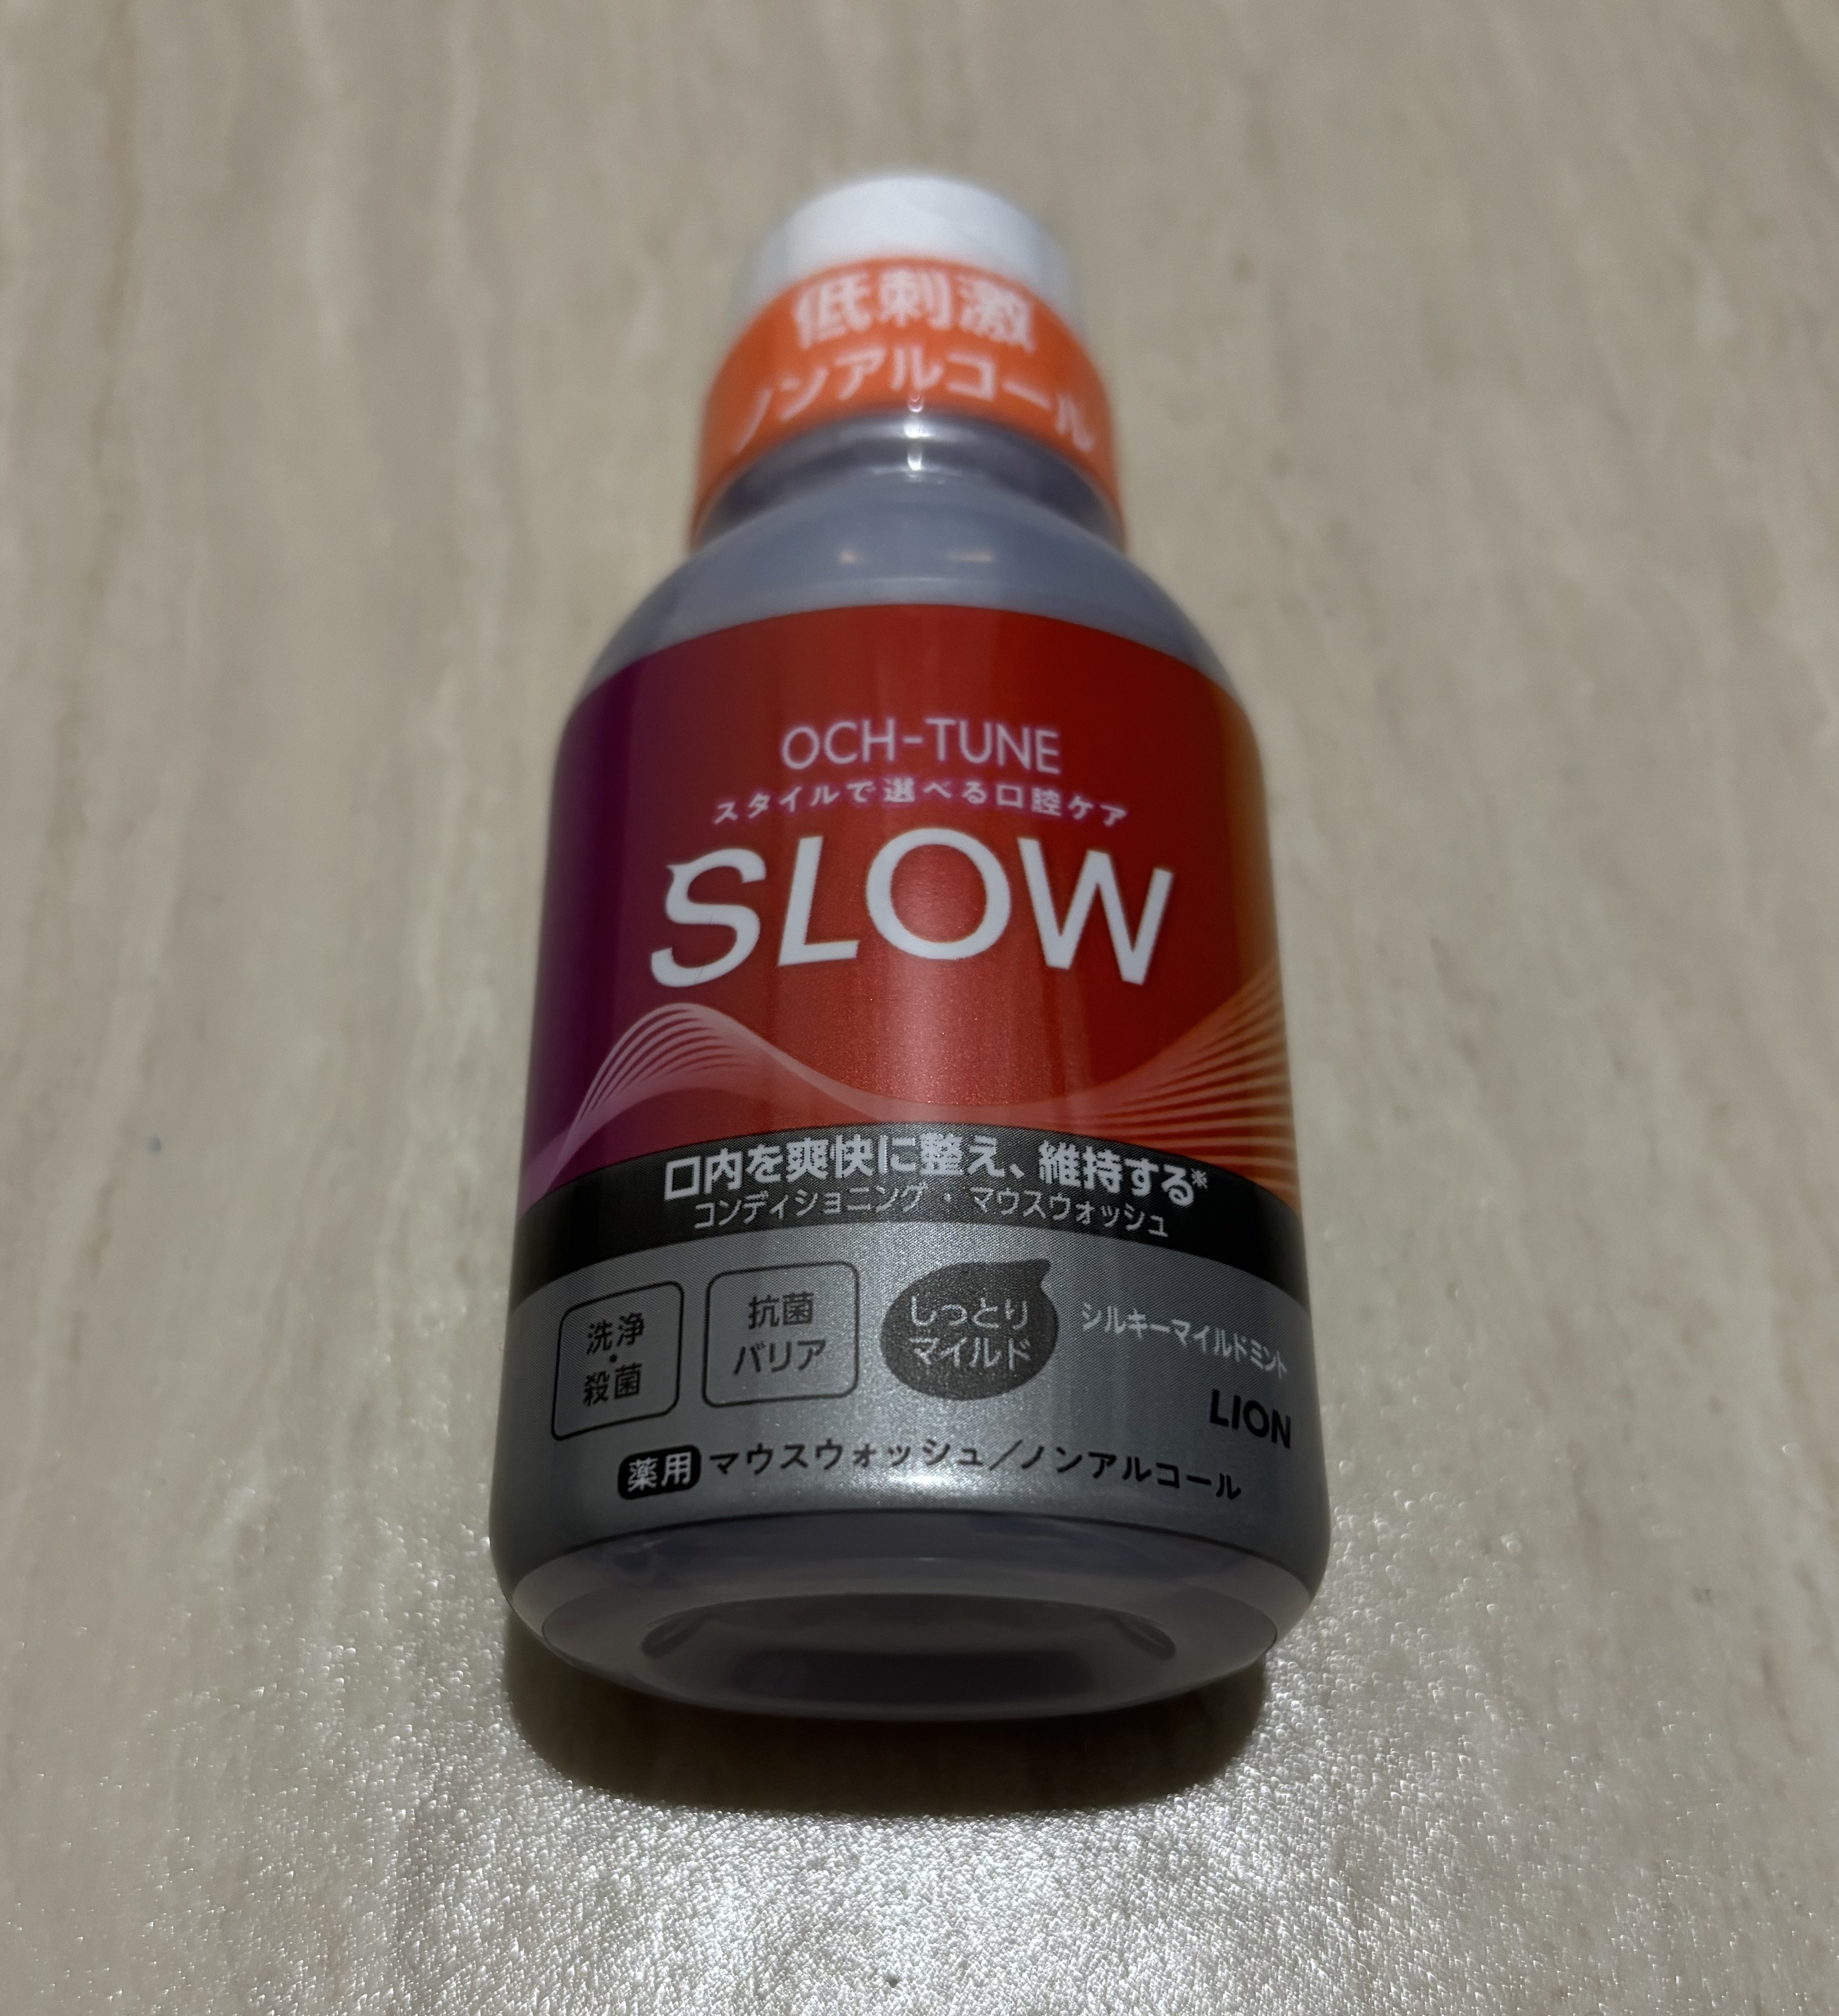 低刺激
ノンアルコール
OCH-TUNE
スタイルで選べる口腔ケア
SLOW
口内を爽快に整え、維持する※
コンディショニング・マウスウォッシュ
洗浄・殺菌
抗菌バリア
しっとりマイルド
シルキーマイルドミント
LION
薬用 マウスウォッシュ/ノンアルコール